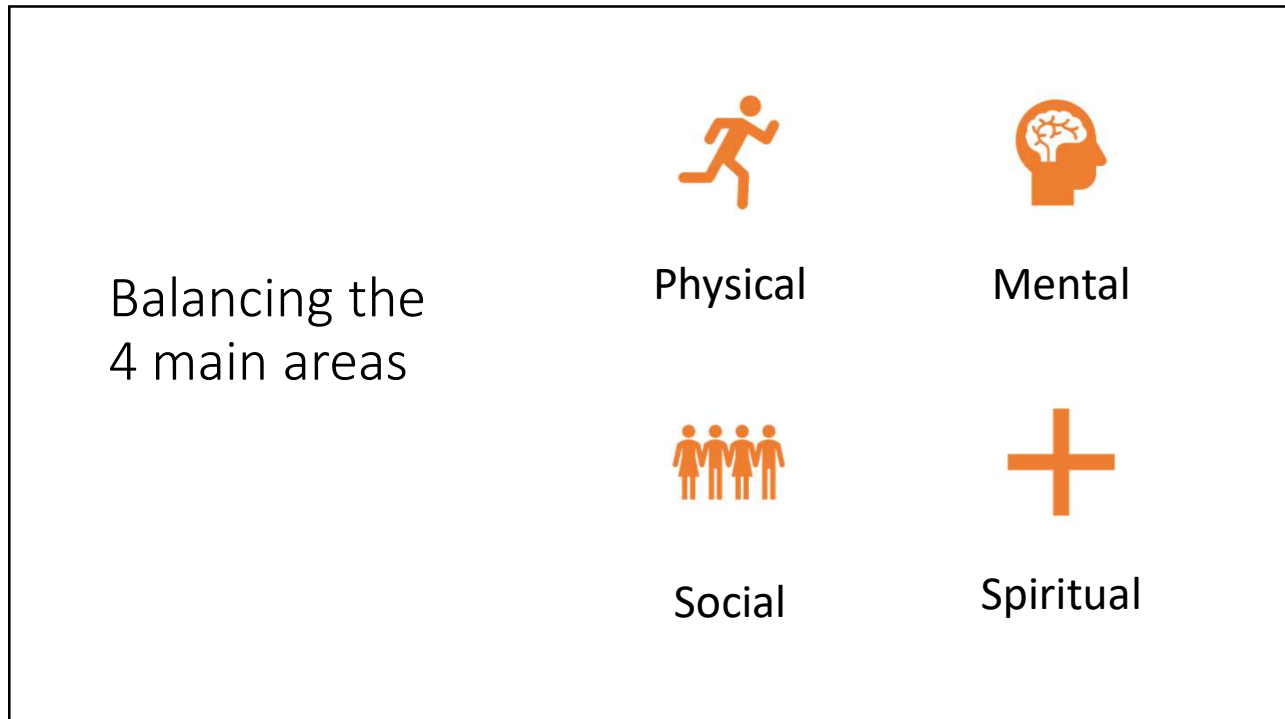 Balancing the
4 main areas
Physical
Mental
Social
Spiritual